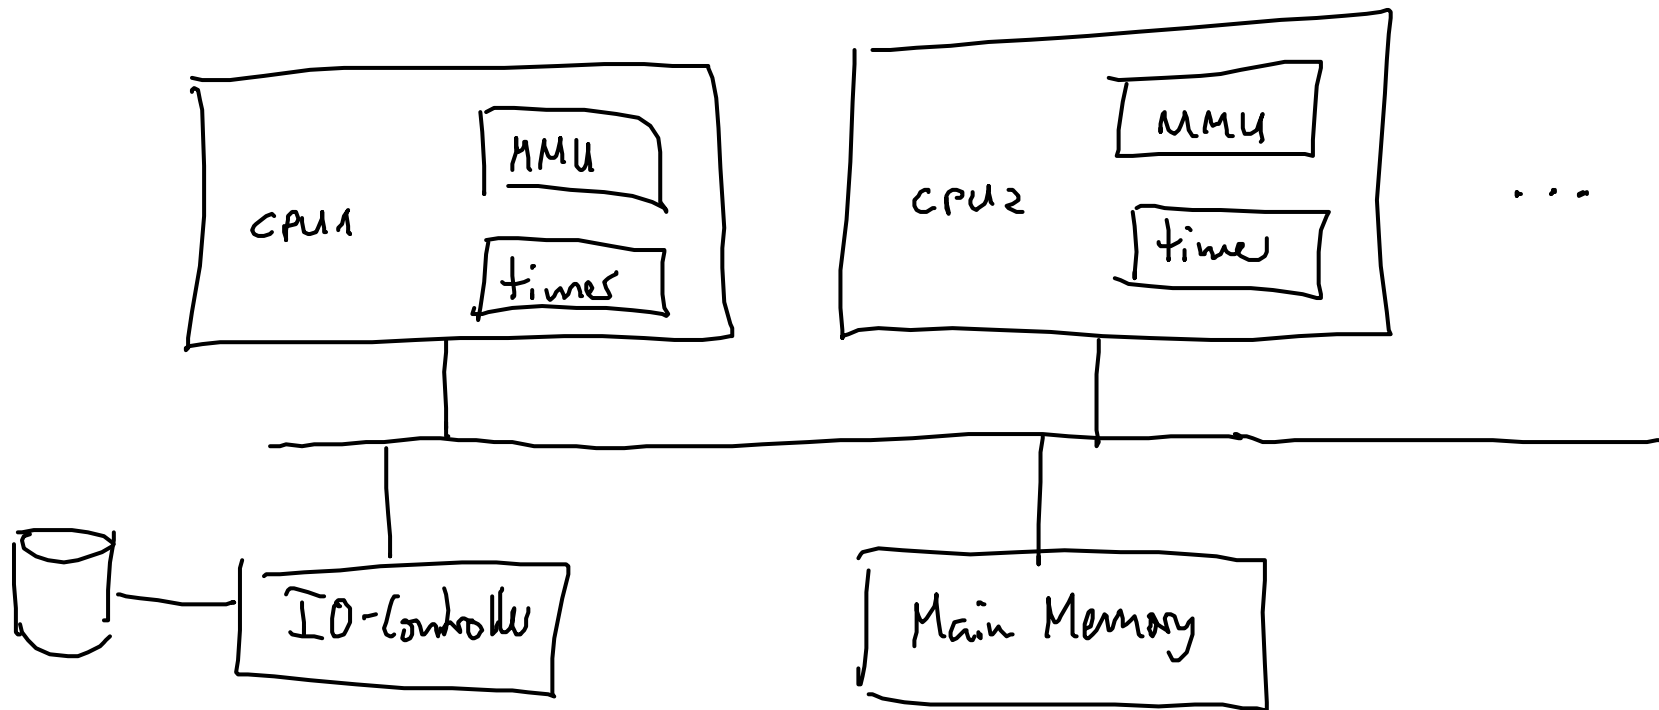 MMU
CPU1
timer
MMU
CPU2
timer
...
IO-Controller
Main Memory